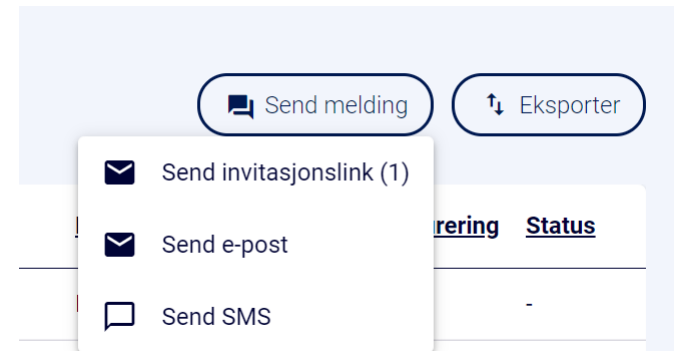 Send melding
Eksporter
Send invitasjonslink (1)
Send e-post
Send SMS
Status
-